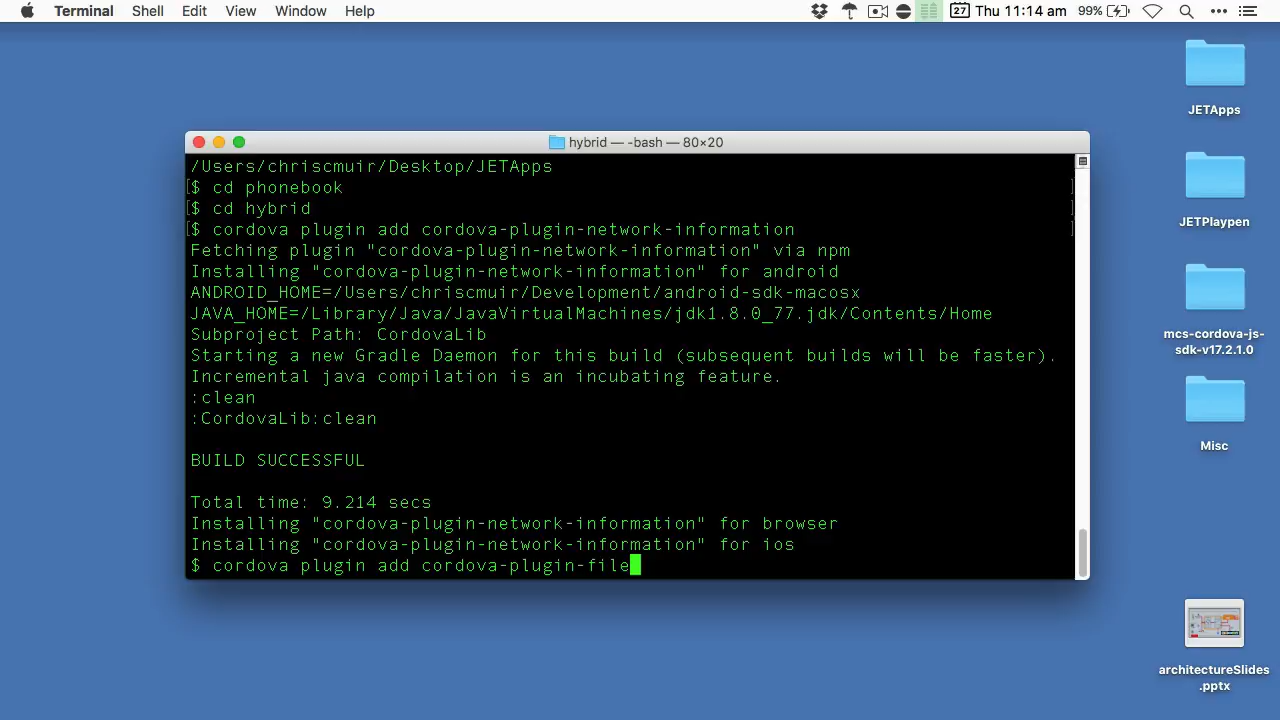 Terminal Shell Edit View Window Help 27 Thu 11:14 am 99%
JETApps
hybrid — -bash — 80×20
/Users/chriscmuir/Desktop/JETApps
[$ cd phonebook ]
[$ cd hybrid ]
[$ cordova plugin add cordova-plugin-network-information ]
Fetching plugin "cordova-plugin-network-information" via npm
Installing "cordova-plugin-network-information" for android
ANDROID_HOME=/Users/chriscmuir/Development/android-sdk-macosx
JAVA_HOME=/Library/Java/JavaVirtualMachines/jdk1.8.0_77.jdk/Contents/Home
Subproject Path: CordovaLib
Starting a new Gradle Daemon for this build (subsequent builds will be faster).
Incremental java compilation is an incubating feature.
:clean
:CordovaLib:clean
BUILD SUCCESSFUL
Total time: 9.214 secs
Installing "cordova-plugin-network-information" for browser
Installing "cordova-plugin-network-information" for ios
$ cordova plugin add cordova-plugin-file
JETPlaypen
mcs-cordova-js-
sdk-v17.2.1.0
Misc
architectureSlides
.pptx